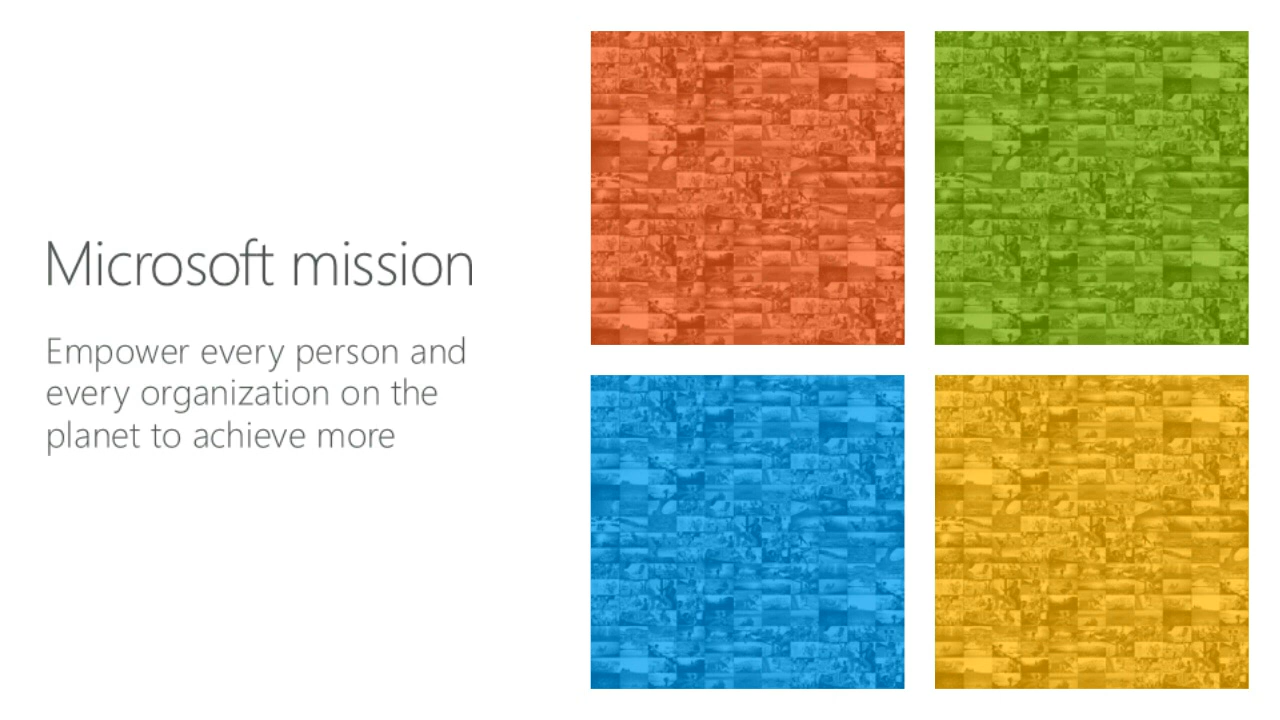 Microsoft mission
Empower every person and
every organization on the
planet to achieve more